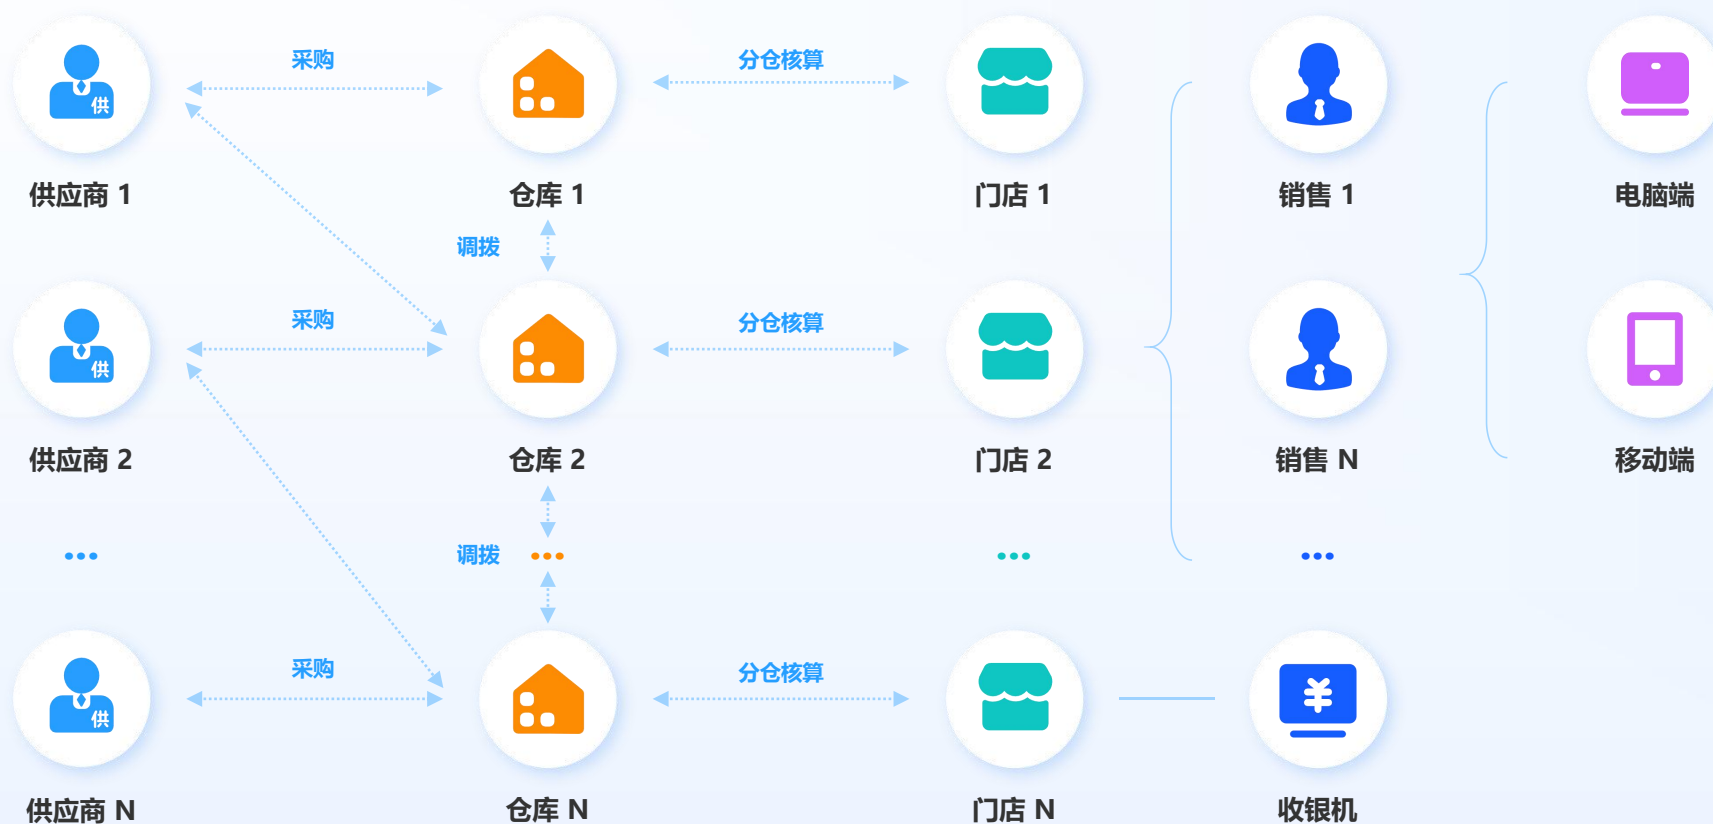 采购
分仓核算
供
¥
供应商 1
仓库 1
门店 1
销售 1
电脑端
调拨
采购
分仓核算
供
供应商 2
仓库 2
门店 2
销售 N
移动端
调拨
采购
分仓核算
供
供应商 N
仓库 N
门店 N
收银机